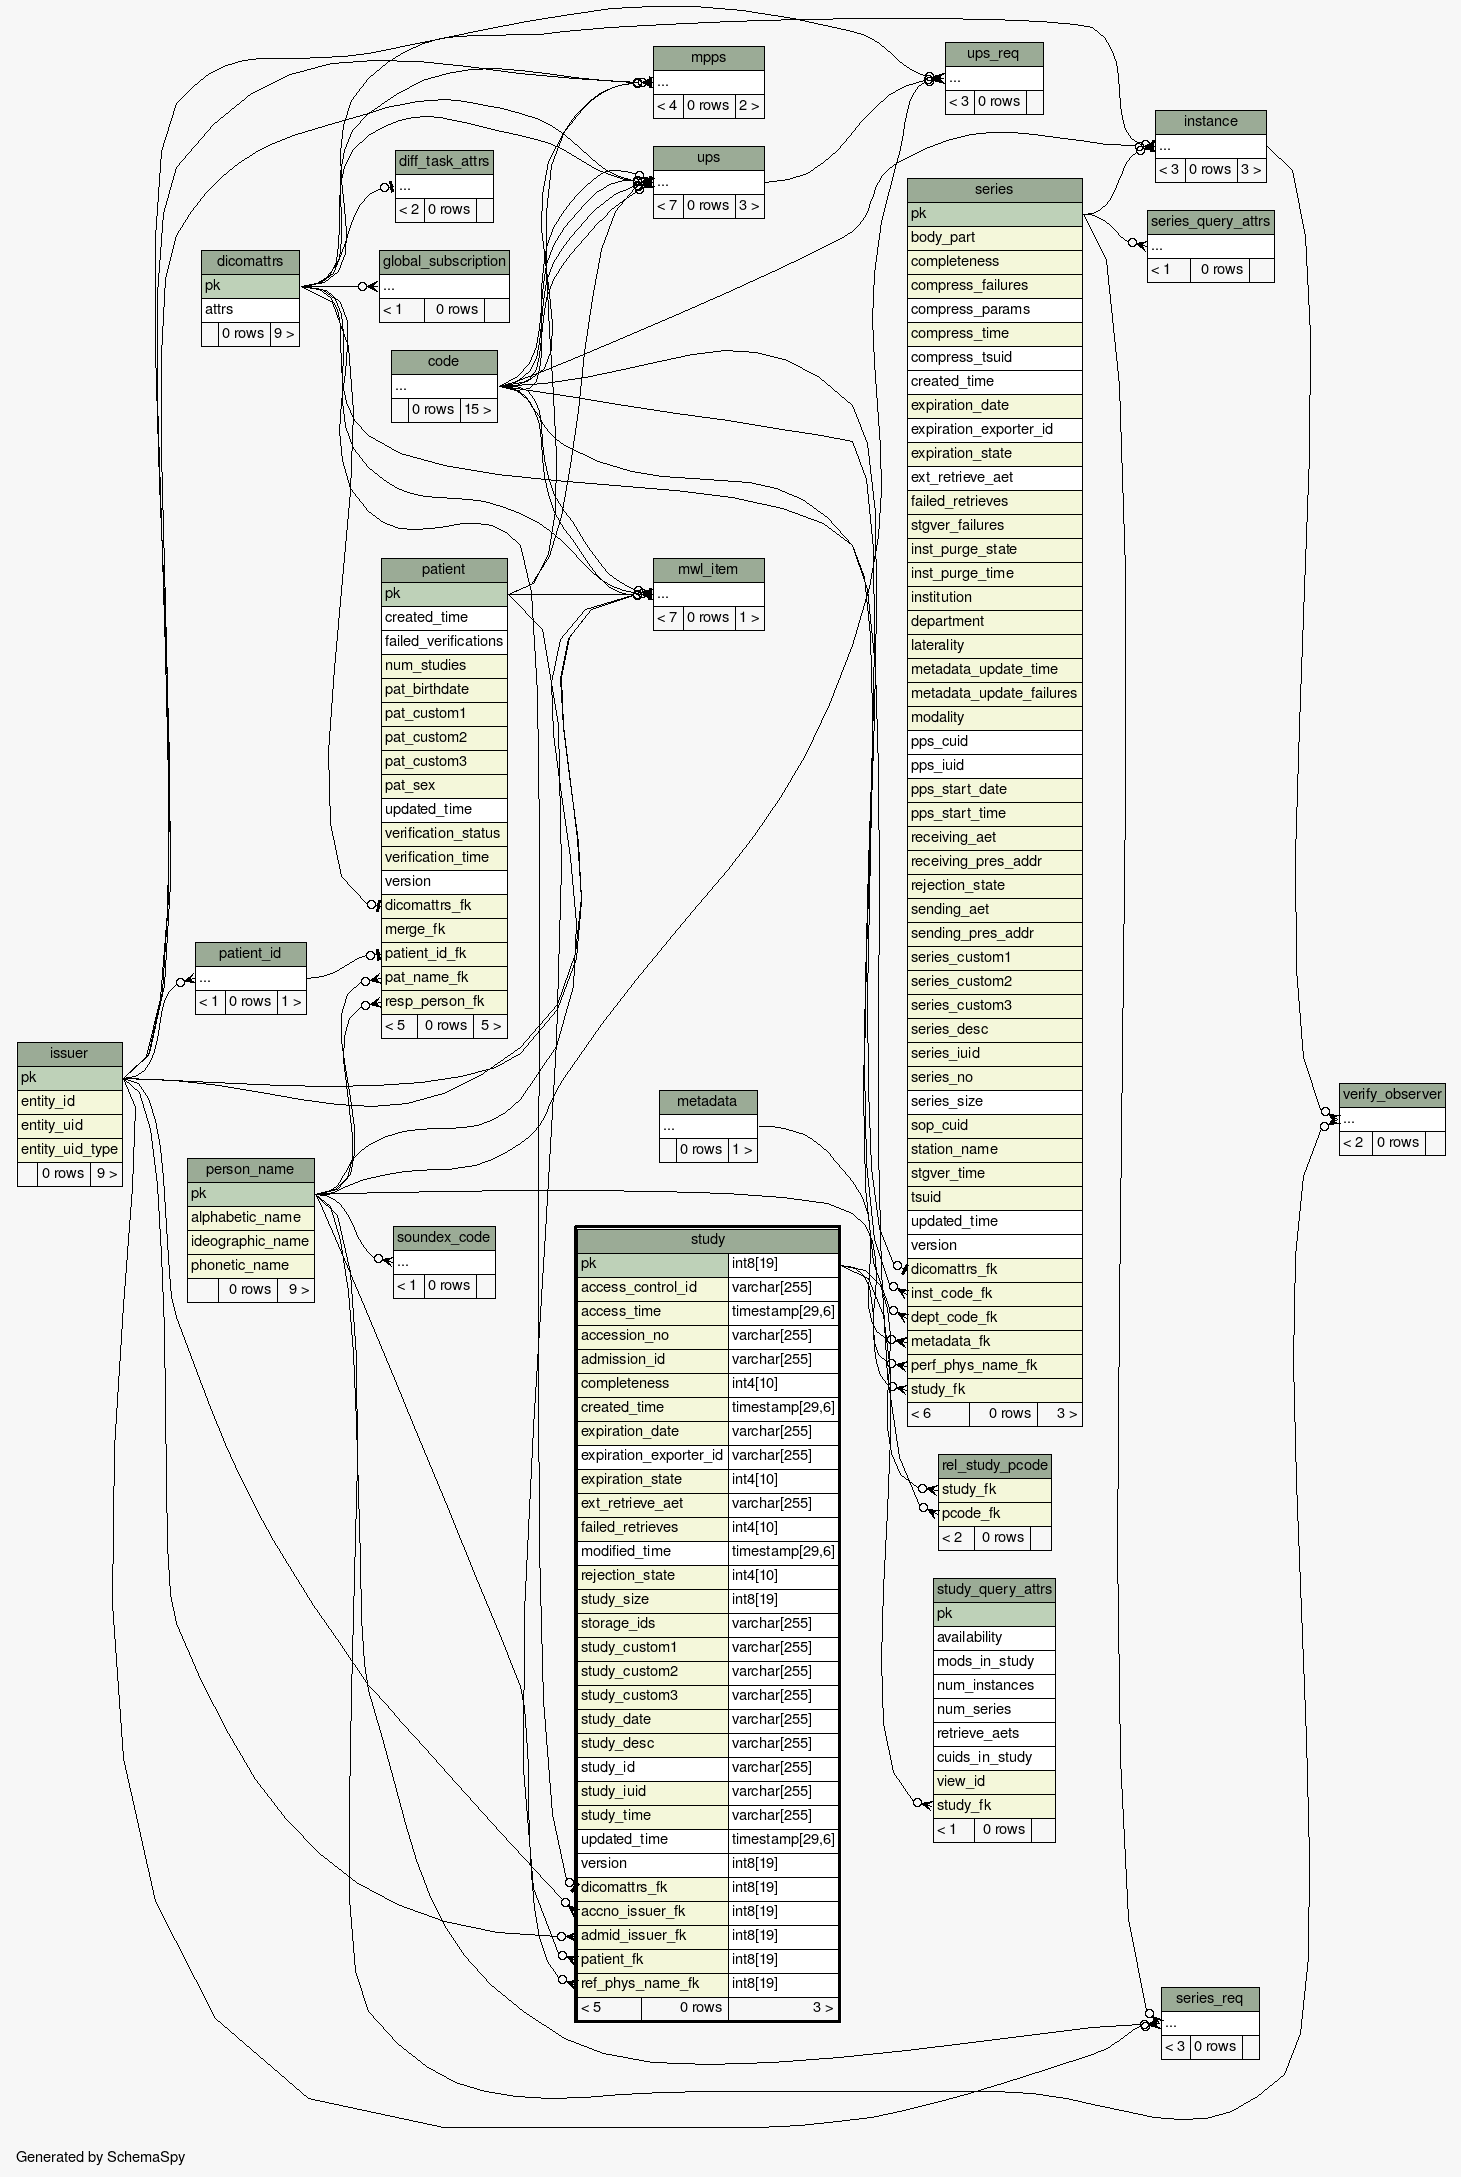 mpps
...
< 4 0 rows 2 >
ups_req
...
< 3 0 rows
instance
...
< 3 0 rows 3 >
diff_task_attrs
...
< 2 0 rows
ups
...
< 7 0 rows 3 >
series_query_attrs
...
< 1 0 rows
dicomattrs
pk
attrs
0 rows 9 >
global_subscription
...
< 1 0 rows
code
...
0 rows 15 >
series
pk
body_part
completeness
compress_failures
compress_params
compress_time
compress_tsuid
created_time
expiration_date
expiration_exporter_id
expiration_state
ext_retrieve_aet
failed_retrieves
stgver_failures
inst_purge_state
inst_purge_time
institution
department
laterality
metadata_update_time
metadata_update_failures
modality
pps_cuid
pps_iuid
pps_start_date
pps_start_time
receiving_aet
receiving_pres_addr
rejection_state
sending_aet
sending_pres_addr
series_custom1
series_custom2
series_custom3
series_desc
series_iuid
series_no
series_size
sop_cuid
station_name
stgver_time
tsuid
updated_time
version
dicomattrs_fk
inst_code_fk
dept_code_fk
metadata_fk
perf_phys_name_fk
study_fk
< 6 0 rows 3 >
patient
pk
created_time
failed_verifications
num_studies
pat_birthdate
pat_custom1
pat_custom2
pat_custom3
pat_sex
updated_time
verification_status
verification_time
version
dicomattrs_fk
merge_fk
patient_id_fk
pat_name_fk
resp_person_fk
< 5 0 rows 5 >
mwl_item
...
< 7 0 rows 1 >
patient_id
...
< 1 0 rows 1 >
issuer
pk
entity_id
entity_uid
entity_uid_type
0 rows 9 >
metadata
...
0 rows 1 >
verify_observer
...
< 2 0 rows
person_name
pk
alphabetic_name
ideographic_name
phonetic_name
0 rows 9 >
soundex_code
...
< 1 0 rows
study
pk int8[19]
access_control_id varchar[255]
access_time timestamp[29,6]
accession_no varchar[255]
admission_id varchar[255]
completeness int4[10]
created_time timestamp[29,6]
expiration_date varchar[255]
expiration_exporter_id varchar[255]
expiration_state int4[10]
ext_retrieve_aet varchar[255]
failed_retrieves int4[10]
modified_time timestamp[29,6]
rejection_state int4[10]
study_size int8[19]
storage_ids varchar[255]
study_custom1 varchar[255]
study_custom2 varchar[255]
study_custom3 varchar[255]
study_date varchar[255]
study_desc varchar[255]
study_id varchar[255]
study_iuid varchar[255]
study_time varchar[255]
updated_time timestamp[29,6]
version int8[19]
dicomattrs_fk int8[19]
accno_issuer_fk int8[19]
admid_issuer_fk int8[19]
patient_fk int8[19]
ref_phys_name_fk int8[19]
< 5 0 rows 3 >
rel_study_pcode
study_fk
pcode_fk
< 2 0 rows
study_query_attrs
pk
availability
mods_in_study
num_instances
num_series
retrieve_aets
cuids_in_study
view_id
study_fk
< 1 0 rows
series_req
...
< 3 0 rows
Generated by SchemaSpy